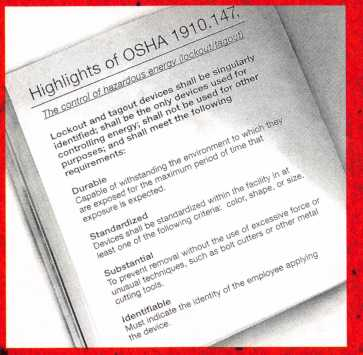 Highlights of OSHA 1910.147,
The control of hazardous energy (lockout/tagout)
Lockout and tagout devices shall be singularly
identified; shall be the only devices used for
controlling energy; shall not be used for other
purposes; and shall meet the following
requirements:
Durable
Capable of withstanding the environment to which they
are exposed for the maximum period of time that
exposure is expected.
Standardized
Devices shall be standardized within the facility in at
least one of the following criteria: color, shape, or size.
Substantial
To prevent removal without the use of excessive force or
unusual techniques, such as bolt cutters or other metal
cutting tools.
Identifiable
Must indicate the identity of the employee applying
the device.